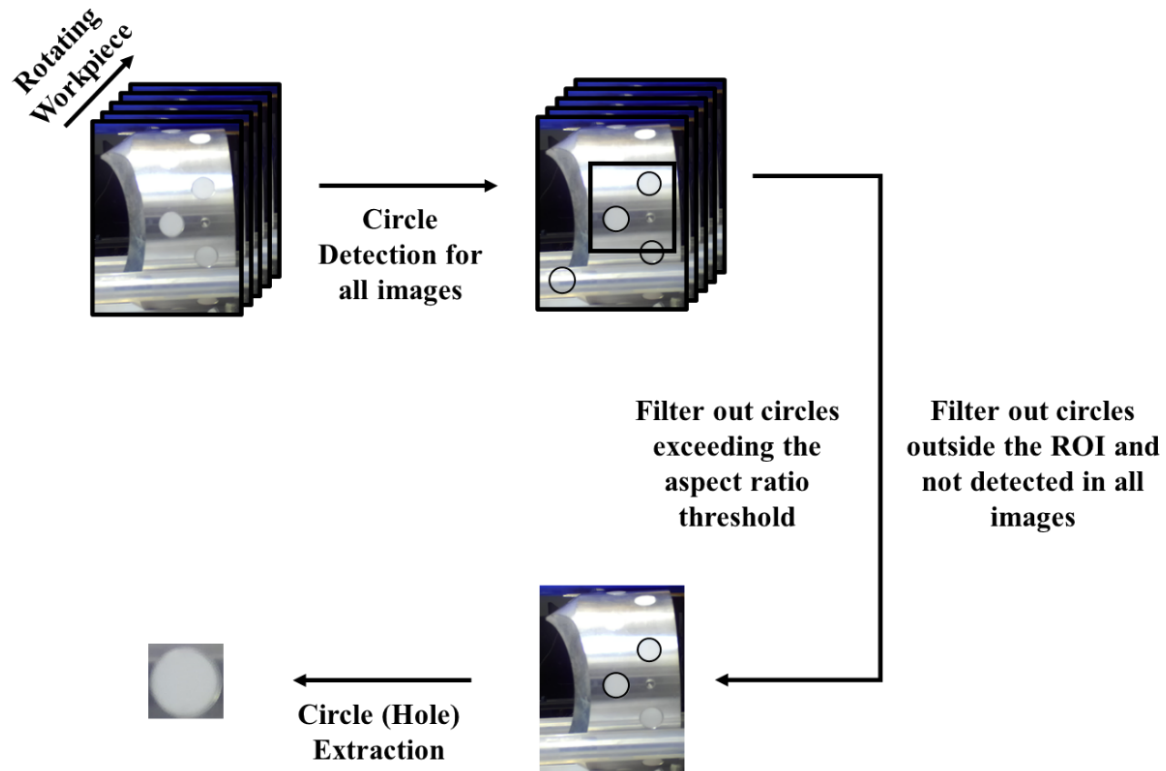 Rotating
Workpiece
Circle
Detection for
all images
Filter out circles
exceeding the
aspect ratio
threshold
Filter out circles
outside the ROI and
not detected in all
images
Circle (Hole)
Extraction